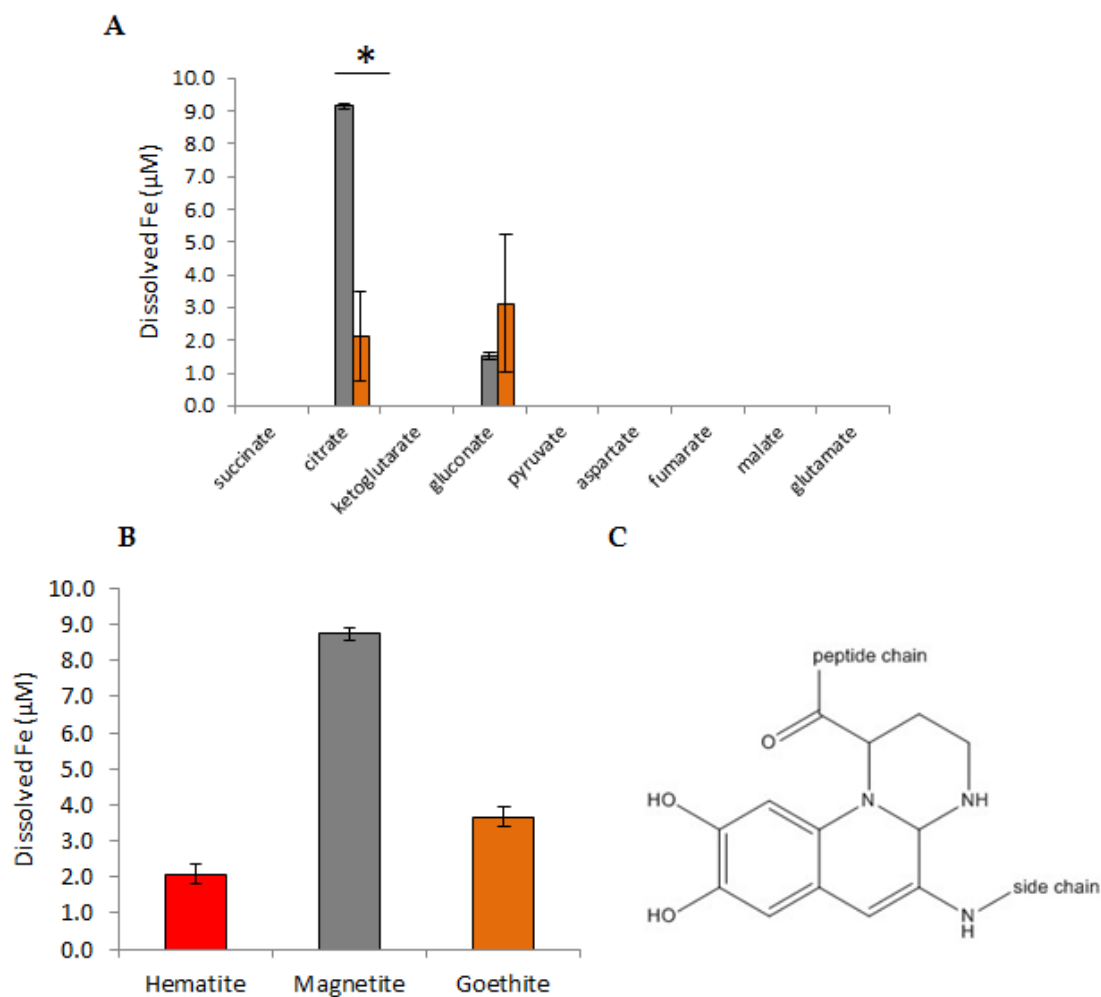 A
*
10.0
9.0
8.0
7.0
6.0
5.0
4.0
3.0
2.0
1.0
0.0
Dissolved Fe (µM)
succinate
citrate
ketoglutarate
gluconate
pyruvate
aspartate
fumarate
malate
glutamate
B
10.0
9.0
8.0
7.0
6.0
5.0
4.0
3.0
2.0
1.0
0.0
Dissolved Fe (µM)
Hematite Magnetite Goethite
C
peptide chain
O
HO
N
NH
HO
N
H
side chain